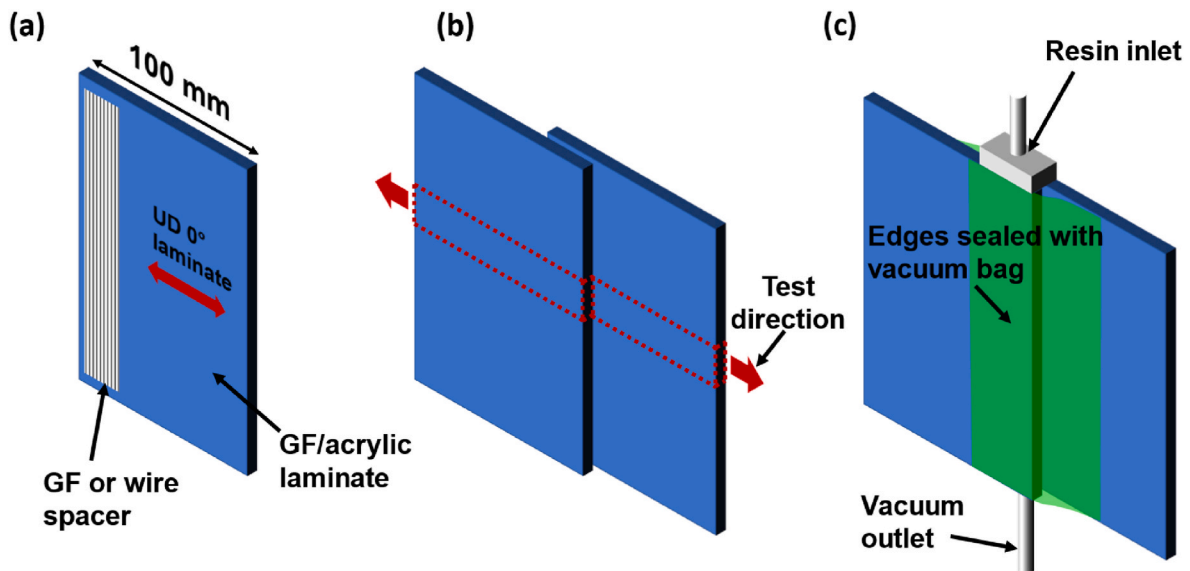 (a)
100 mm
UD 0°
laminate
GF/acrylic
laminate
GF or wire
spacer
(b)
Test
direction
(c)
Resin inlet
Edges sealed with
vacuum bag
Vacuum
outlet